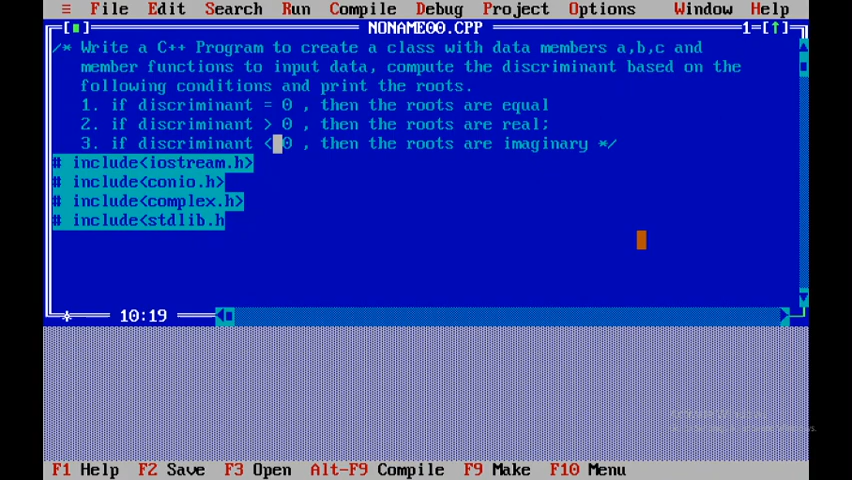 ≡ File Edit Search Run Compile Debug Project Options Window Help
[■] NONAME00.CPP 1=[↑]
/* Write a C++ Program to create a class with data members a,b,c and
member functions to input data, compute the discriminant based on the
following conditions and print the roots.
1. if discriminant = 0 , then the roots are equal
2. if discriminant > 0 , then the roots are real;
3. if discriminant < 0 , then the roots are imaginary */
# include<iostream.h>
# include<conio.h>
# include<complex.h>
# include<stdlib.h
* 10:19
Activate Windows
F1 Help F2 Save F3 Open Alt-F9 Compile F9 Make F10 Menu